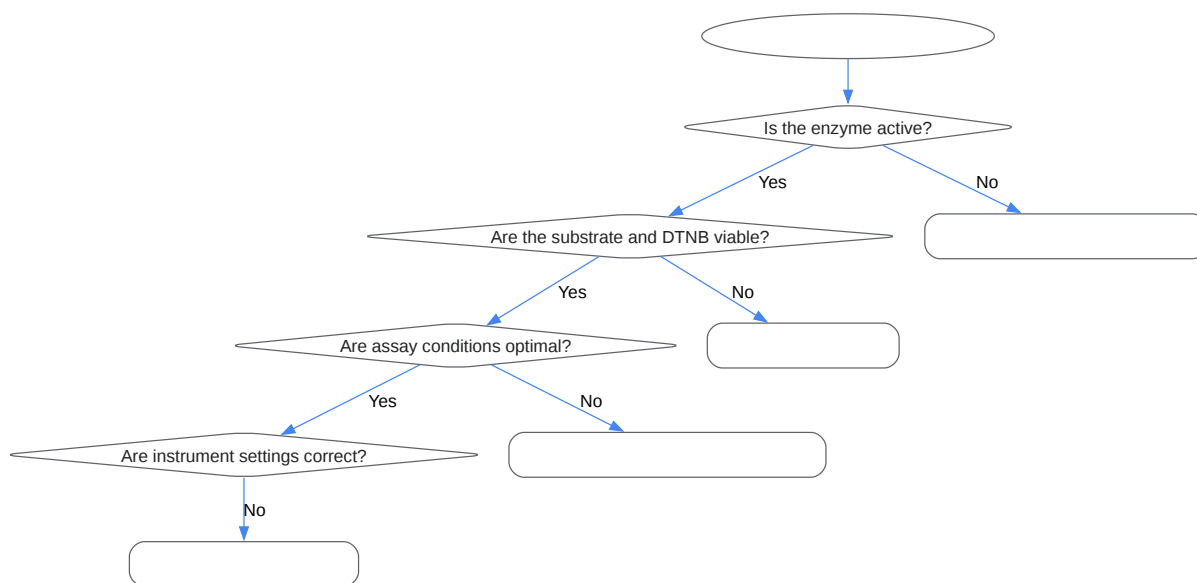 Is the enzyme active?
Yes
No
Are the substrate and DTNB viable?
Yes
No
Are assay conditions optimal?
Yes
No
Are instrument settings correct?
No